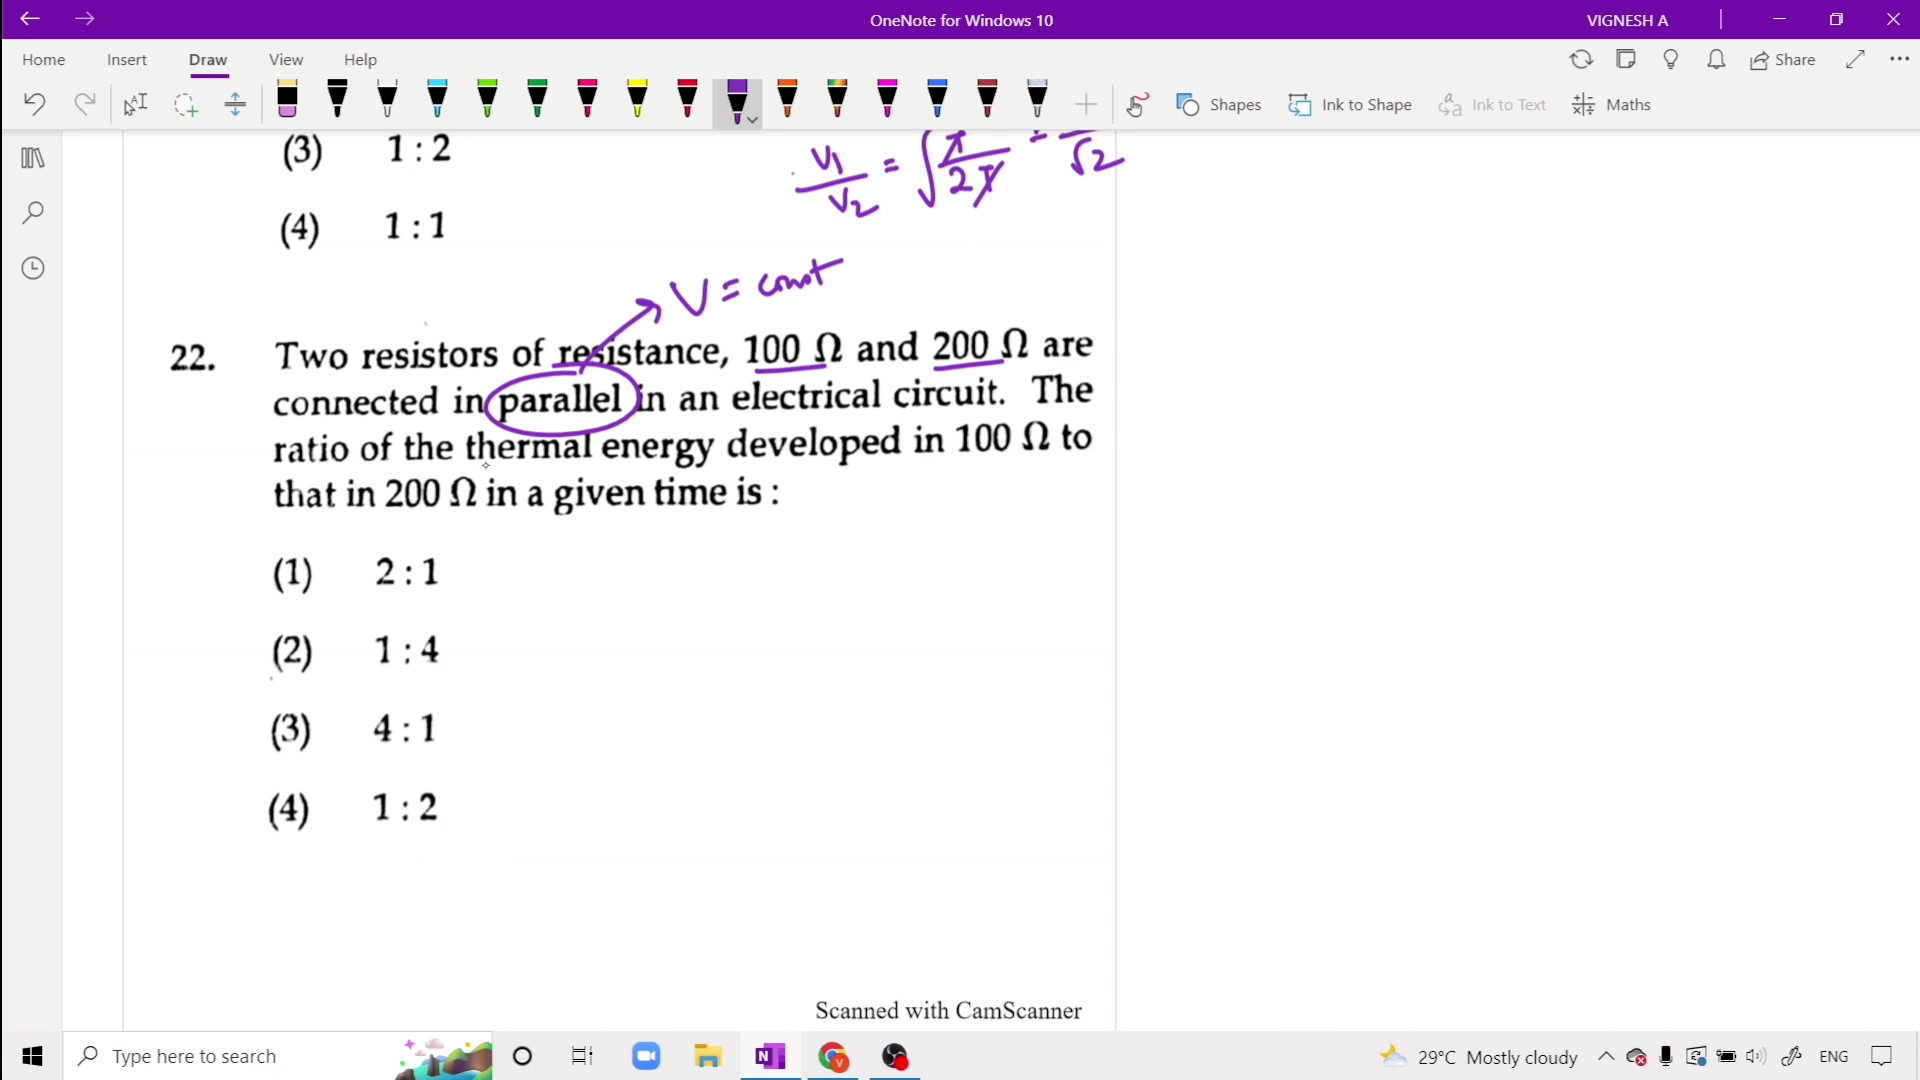 OneNote for Windows 10
VIGNESH A
Home Insert Draw View Help
Share
Shapes Ink to Shape Ink to Text Maths
(3) 1 : 2
V1/V2 = √π/2π =
√2
(4) 1 : 1
V = const
22. Two resistors of resistance, 100 Ω and 200 Ω are
connected in parallel in an electrical circuit. The
ratio of the thermal energy developed in 100 Ω to
that in 200 Ω in a given time is :
(1) 2 : 1
(2) 1 : 4
(3) 4 : 1
(4) 1 : 2
Scanned with CamScanner
Type here to search
29°C Mostly cloudy
ENG